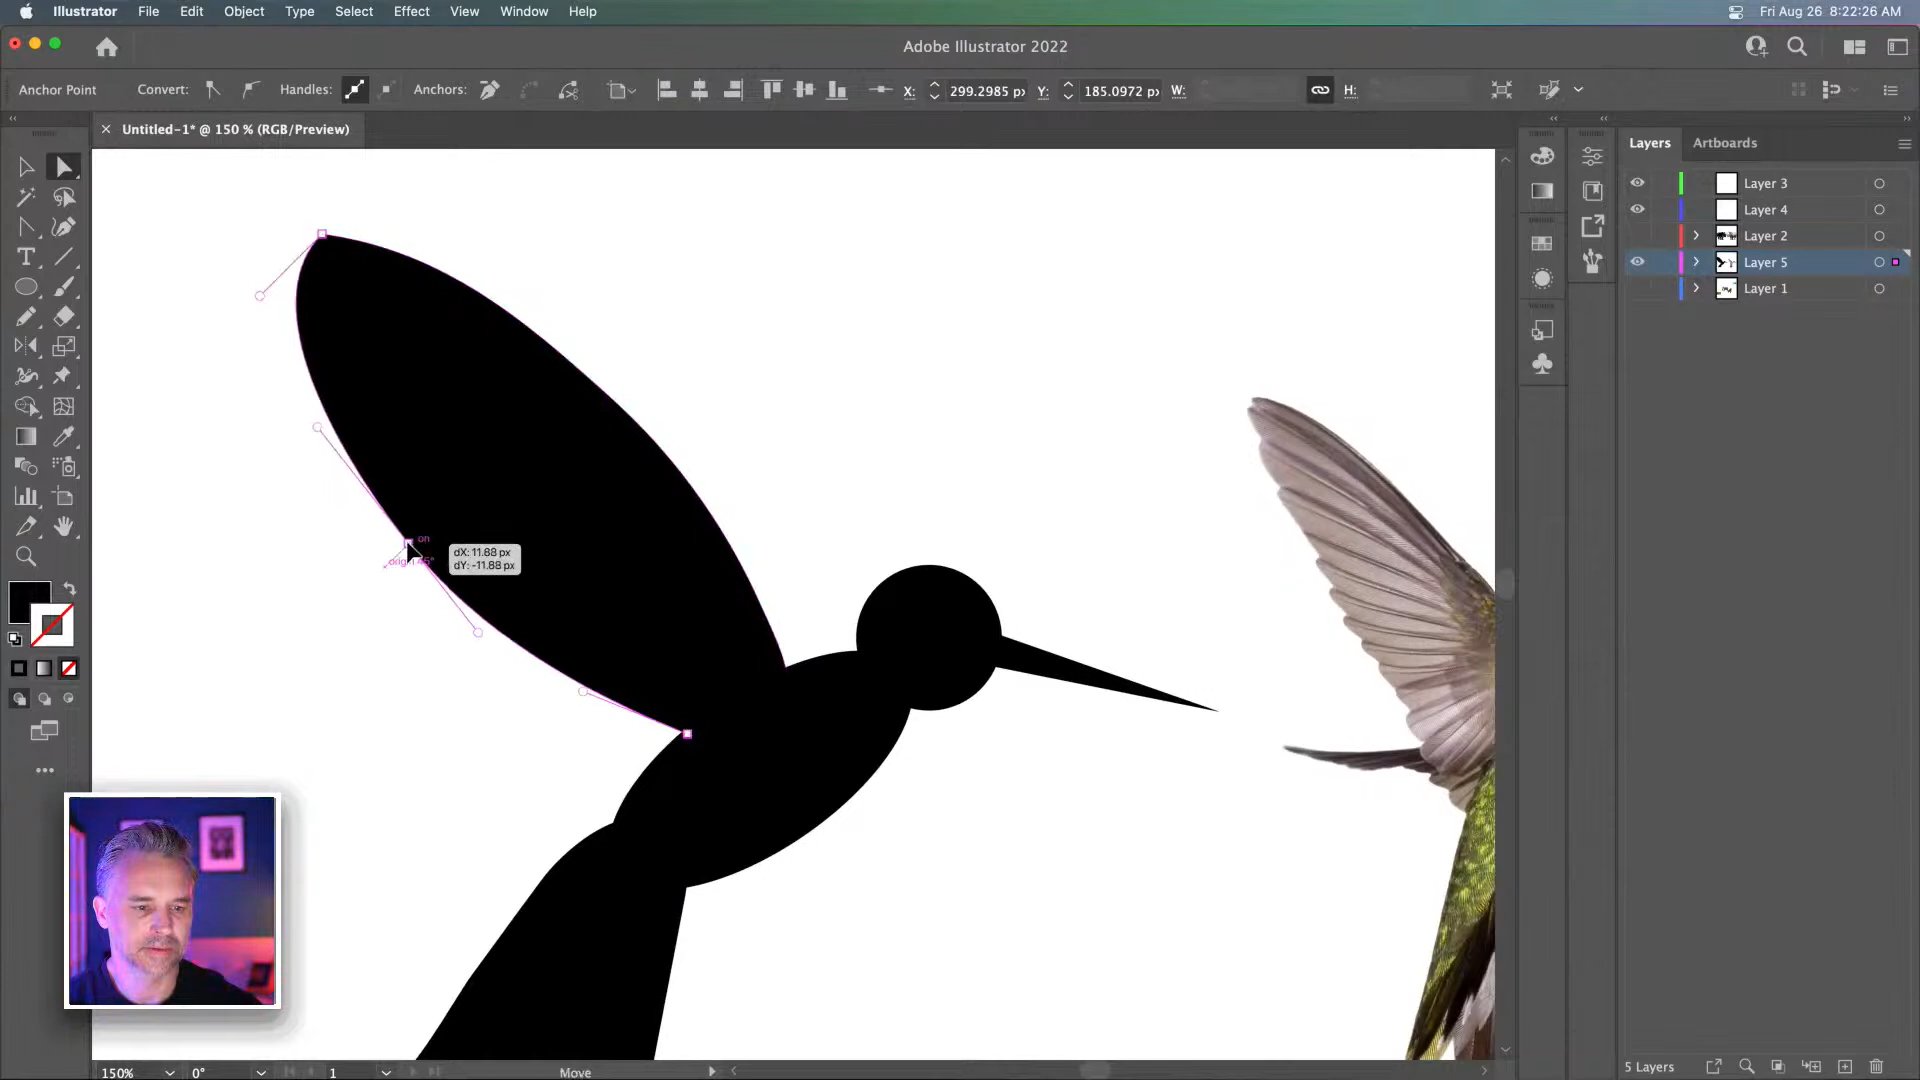 Illustrator File Edit Object Type Select Effect View Window Help
Fri Aug 26 8:22:26 AM
Adobe Illustrator 2022
Anchor Point Convert: Handles: Anchors: X: 299.2985 px Y: 185.0972 px W: H:
× Untitled-1* @ 150 % (RGB/Preview)
Layers Artboards
Layer 3
Layer 4
Layer 2
Layer 5
Layer 1
on
dX: 11.88 px
dY: -11.88 px
5 Layers
150% 0° 1 Move